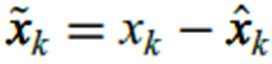 x̃ₖ = xₖ − x̂ₖ